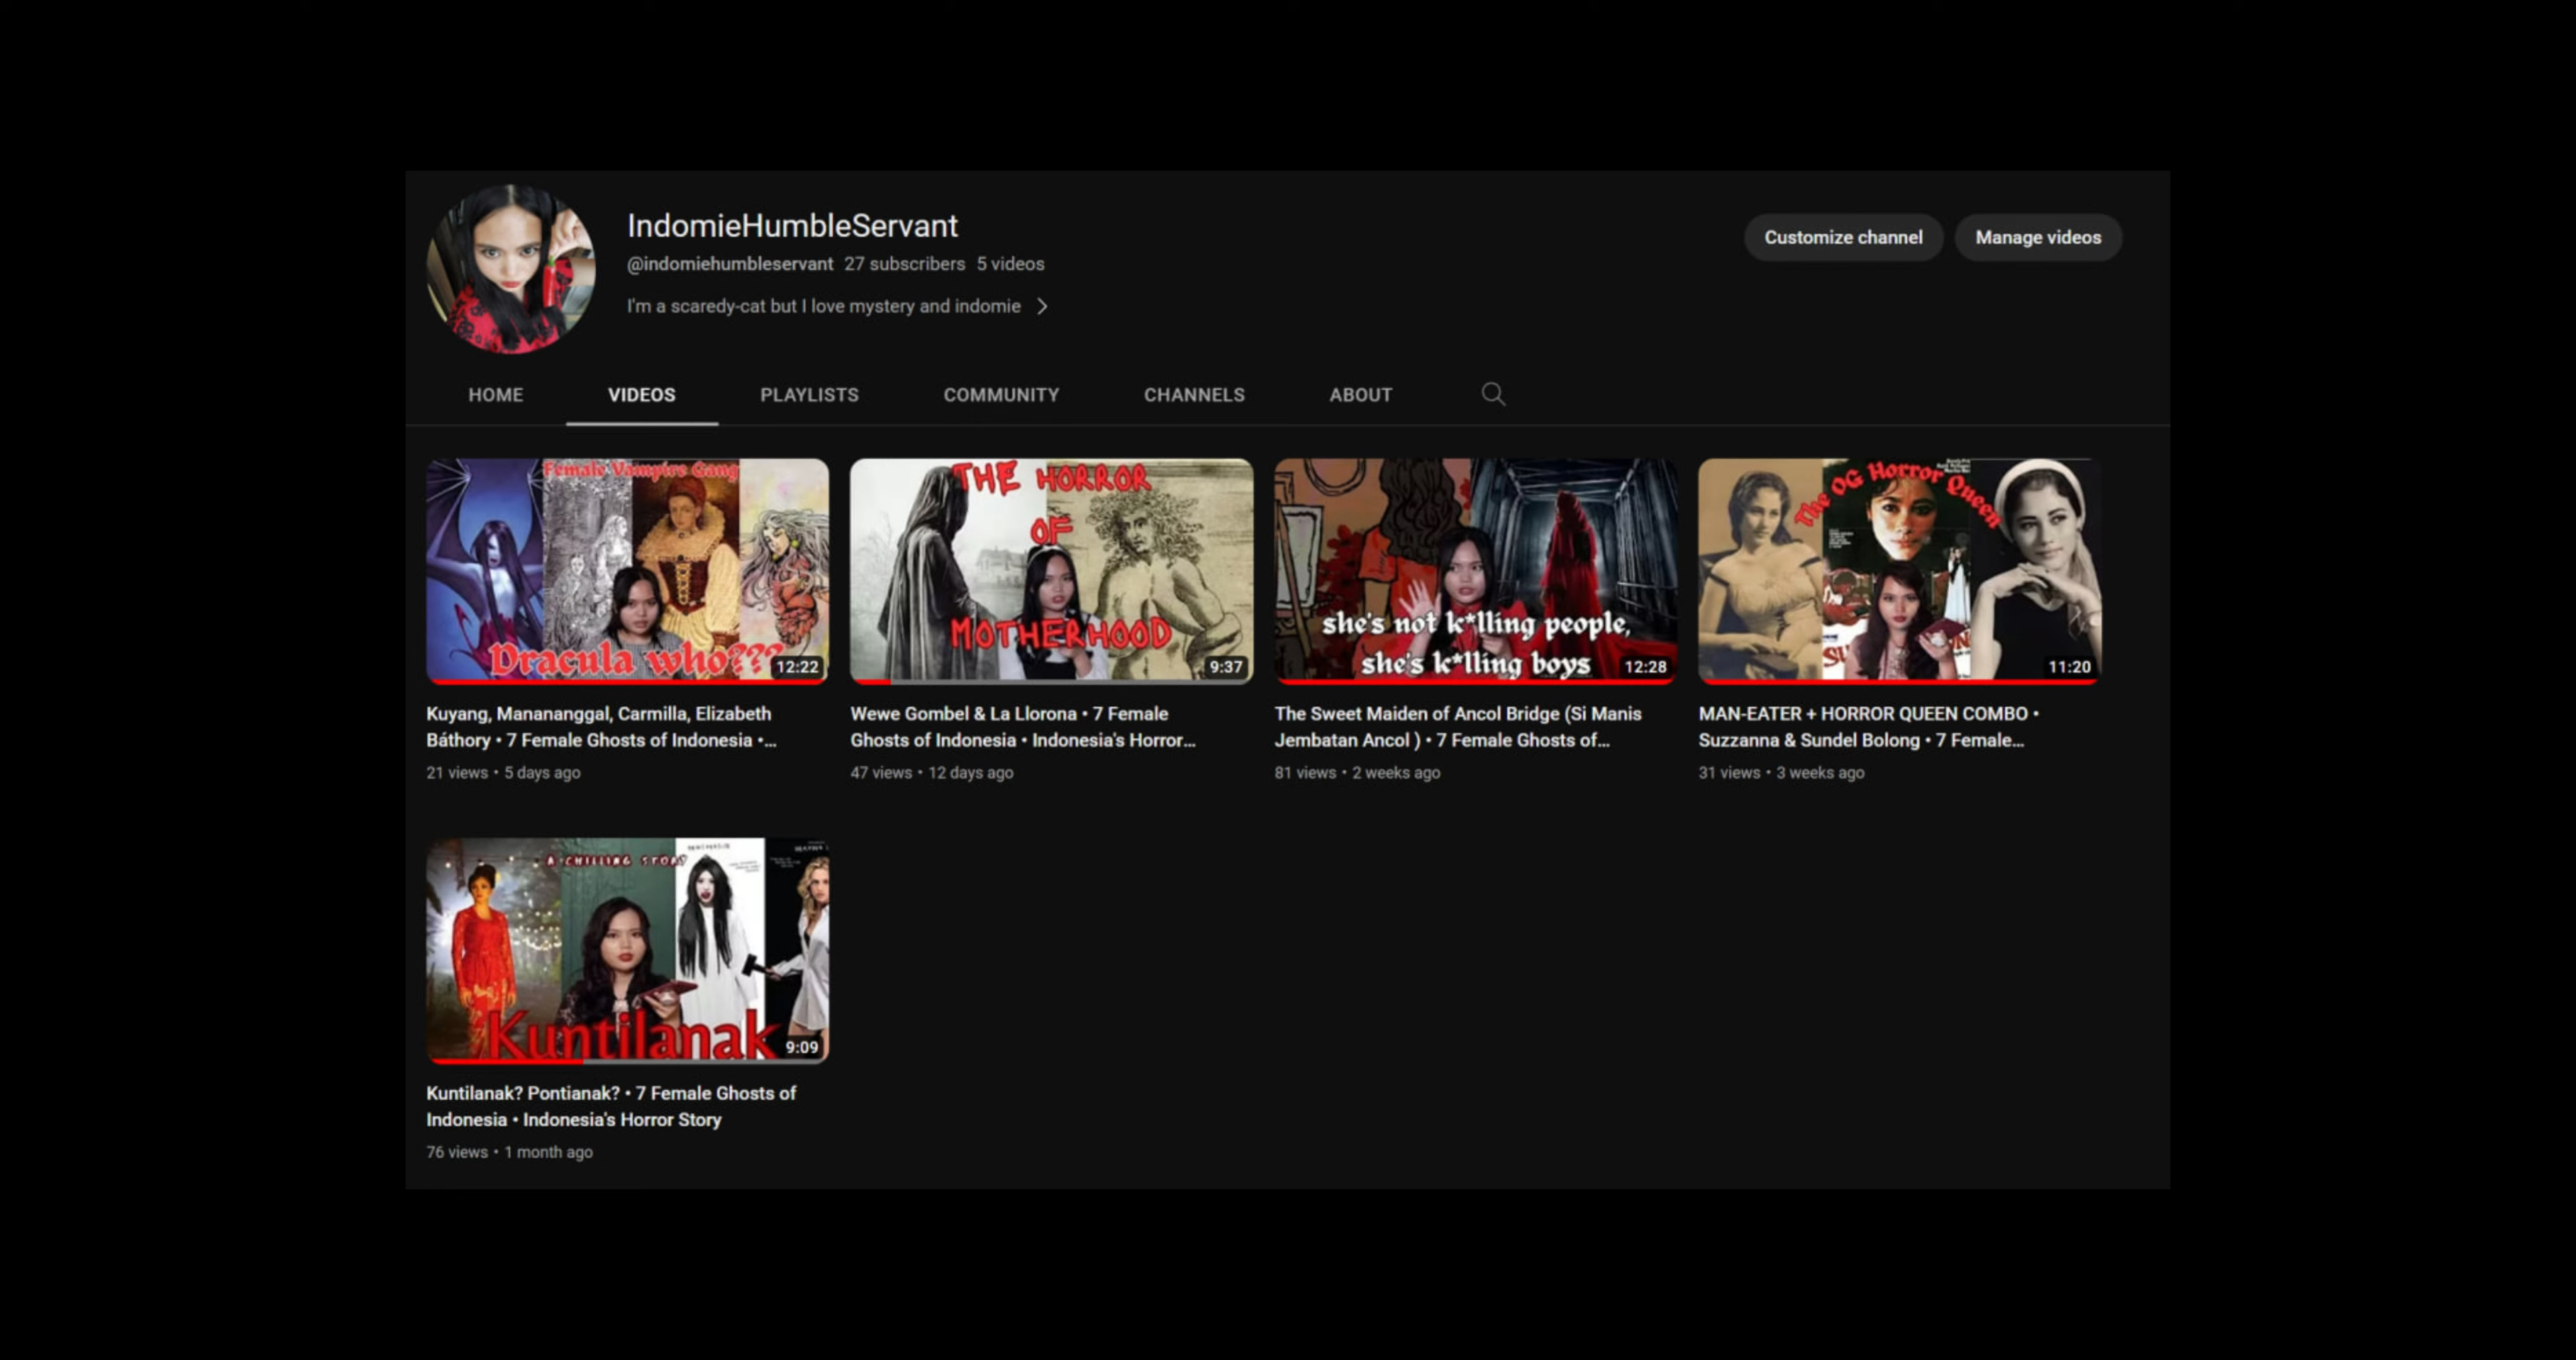 IndomieHumbleServant
@indomiehumbleservant 27 subscribers 5 videos
I'm a scaredy-cat but I love mystery and indomie
Customize channel
Manage videos
HOME
VIDEOS
PLAYLISTS
COMMUNITY
CHANNELS
ABOUT
Female Vampire Gang
Dracula who???
12:22
Kuyang, Manananggal, Carmilla, Elizabeth
Báthory • 7 Female Ghosts of Indonesia •...
21 views • 5 days ago
THE HORROR
OF
MOTHERHOOD
9:37
Wewe Gombel & La Llorona • 7 Female
Ghosts of Indonesia • Indonesia's Horror...
47 views • 12 days ago
she's not k*lling people,
she's k*lling boys
12:28
The Sweet Maiden of Ancol Bridge (Si Manis
Jembatan Ancol ) • 7 Female Ghosts of...
81 views • 2 weeks ago
The OG Horror Queen
11:20
MAN-EATER + HORROR QUEEN COMBO •
Suzzanna & Sundel Bolong • 7 Female...
31 views • 3 weeks ago
A CHILLING STORY
Kuntilanak
9:09
Kuntilanak? Pontianak? • 7 Female Ghosts of
Indonesia • Indonesia's Horror Story
76 views • 1 month ago